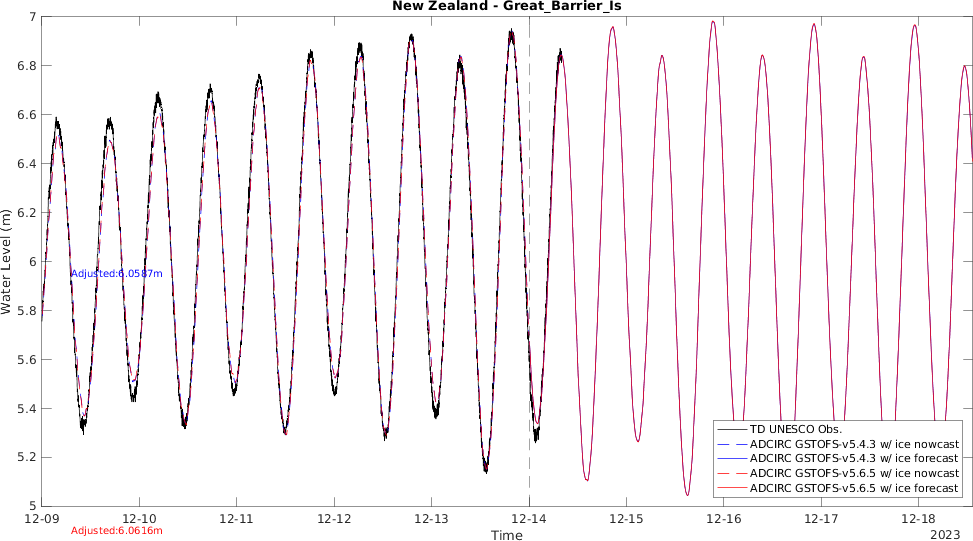 New Zealand - Great_Barrier_Is
7
6.8
6.6
6.4
6.2
6
5.8
5.6
5.4
5.2
5
Water Level (m)
Adjusted:6.0587m
TD UNESCO Obs.
ADCIRC GSTOFS-v5.4.3 w/ ice nowcast
ADCIRC GSTOFS-v5.4.3 w/ ice forecast
ADCIRC GSTOFS-v5.6.5 w/ ice nowcast
ADCIRC GSTOFS-v5.6.5 w/ ice forecast
12-09 12-10 12-11 12-12 12-13 12-14 12-15 12-16 12-17 12-18
Adjusted:6.0616m
Time
2023